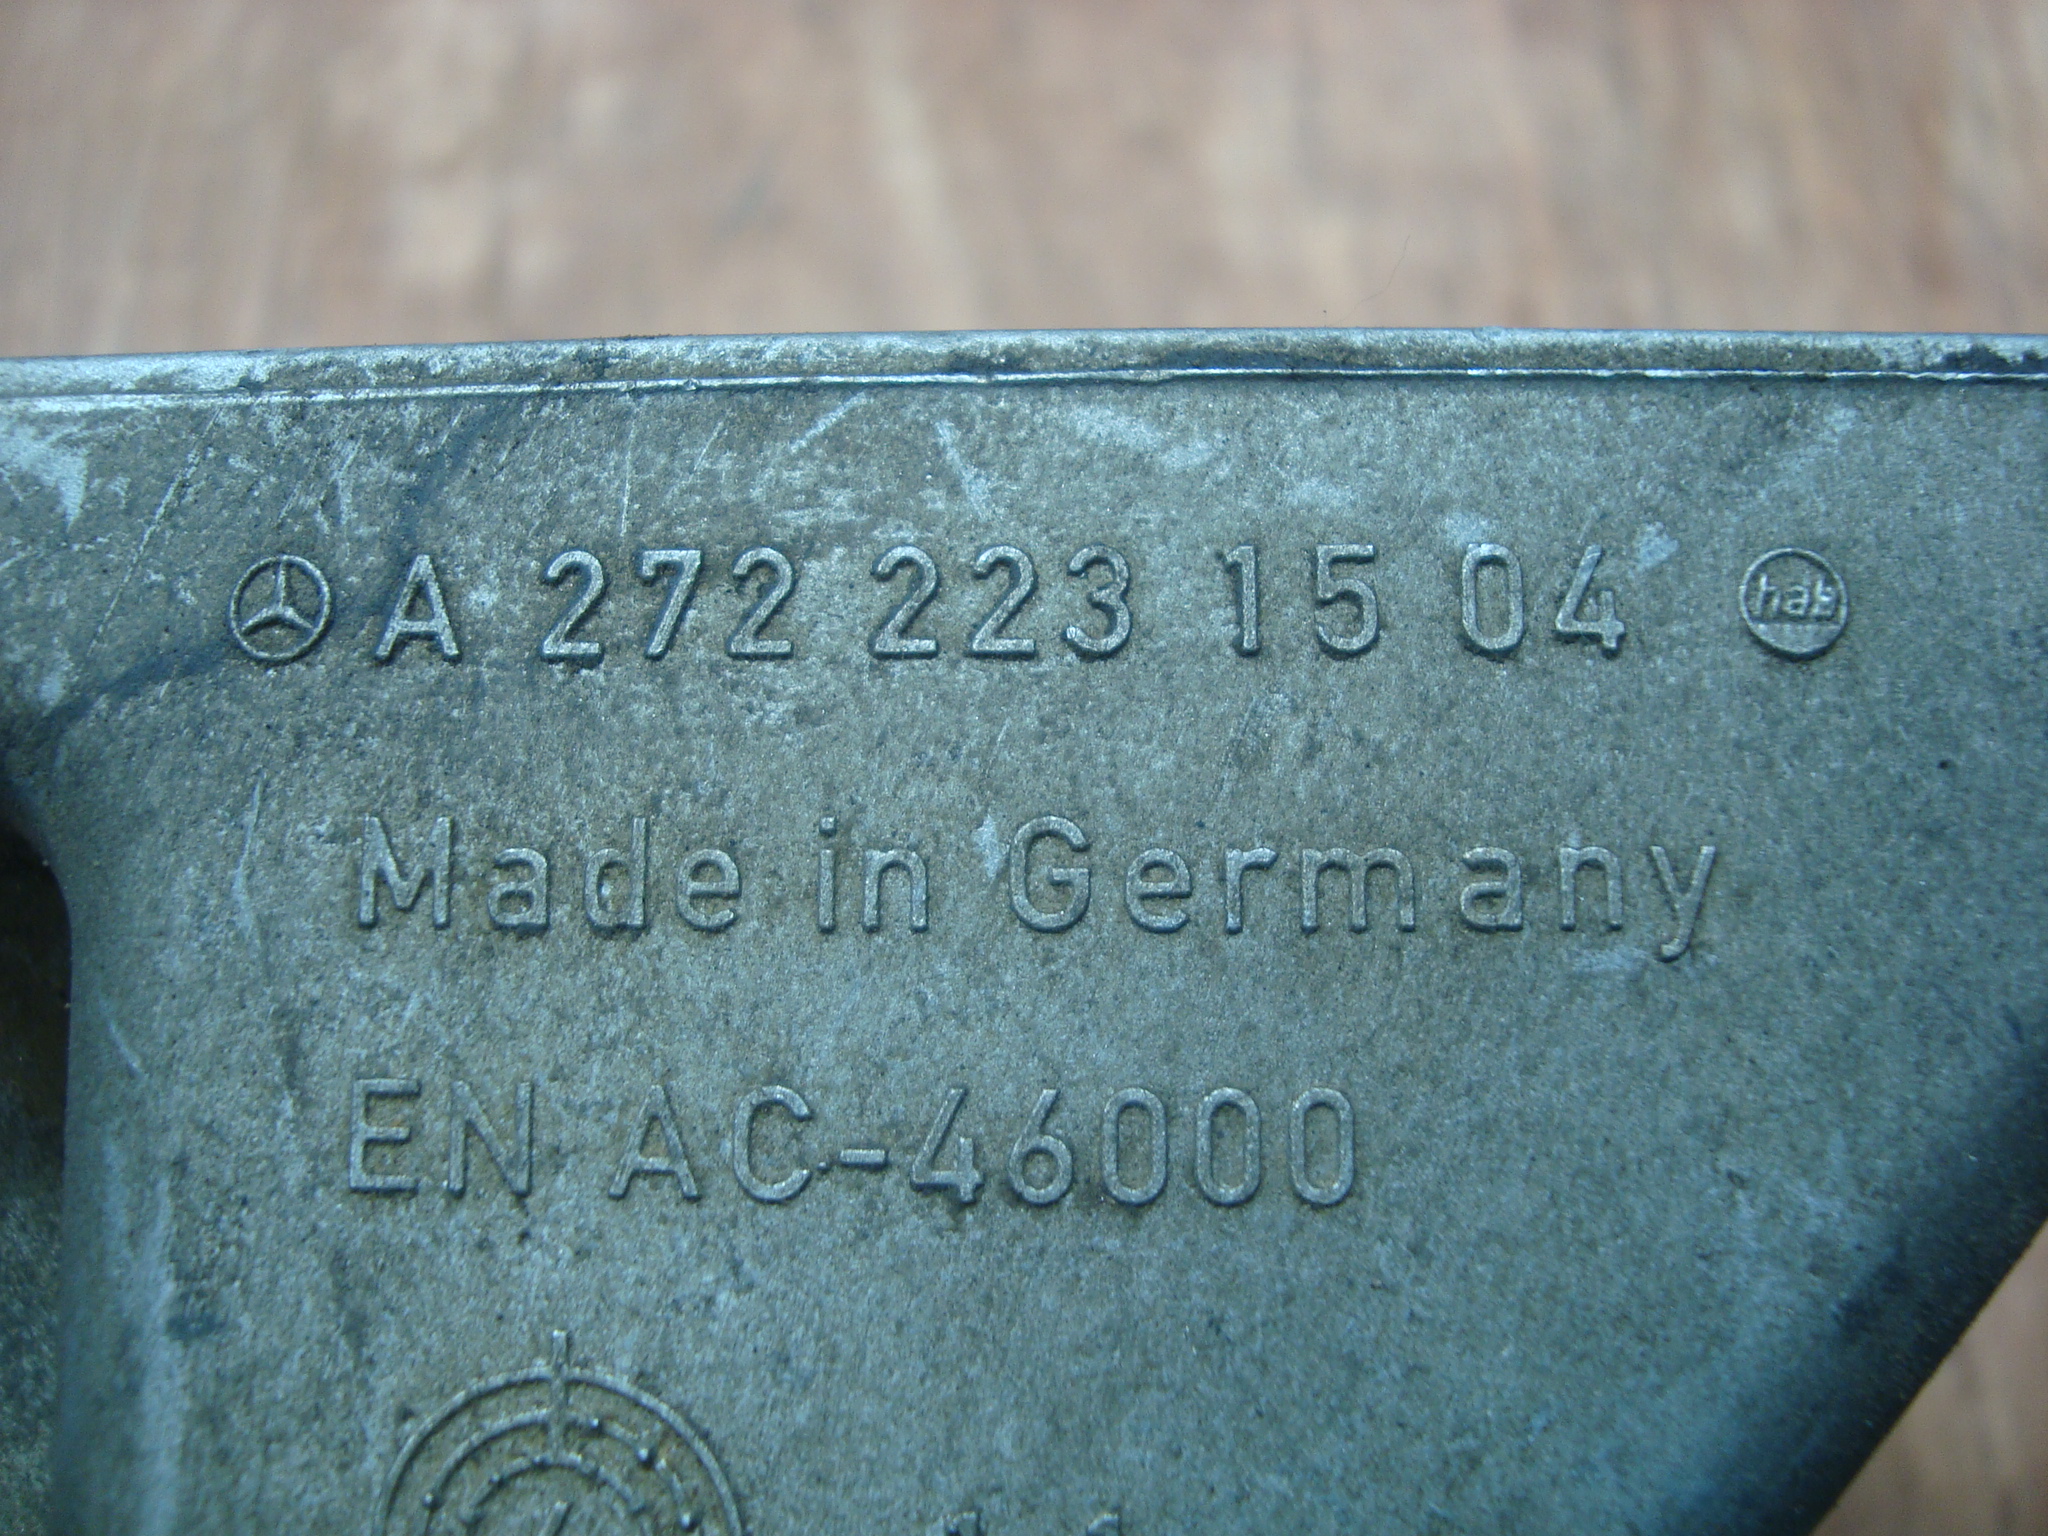 A 272 223 15 04 hab
Made in Germany
EN AC-46000